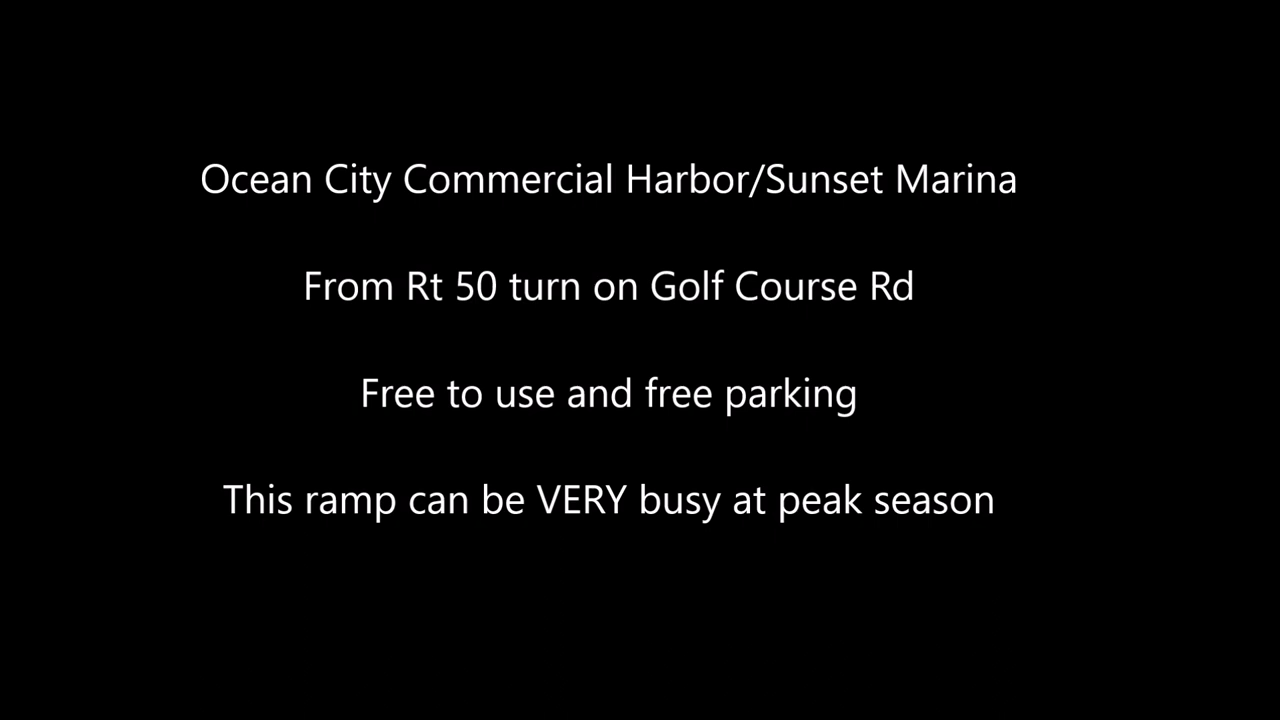 Ocean City Commercial Harbor/Sunset Marina
From Rt 50 turn on Golf Course Rd
Free to use and free parking
This ramp can be VERY busy at peak season